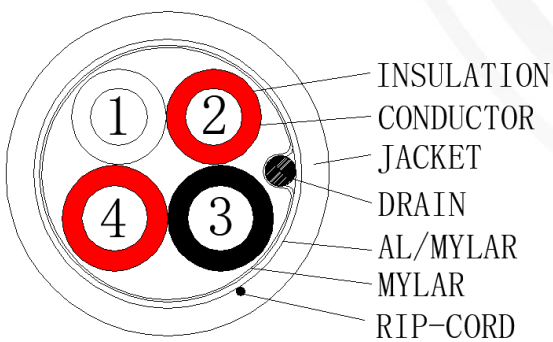 INSULATION
1 2 CONDUCTOR
JACKET
DRAIN
4 3
AL/MYLAR
MYLAR
RIP-CORD